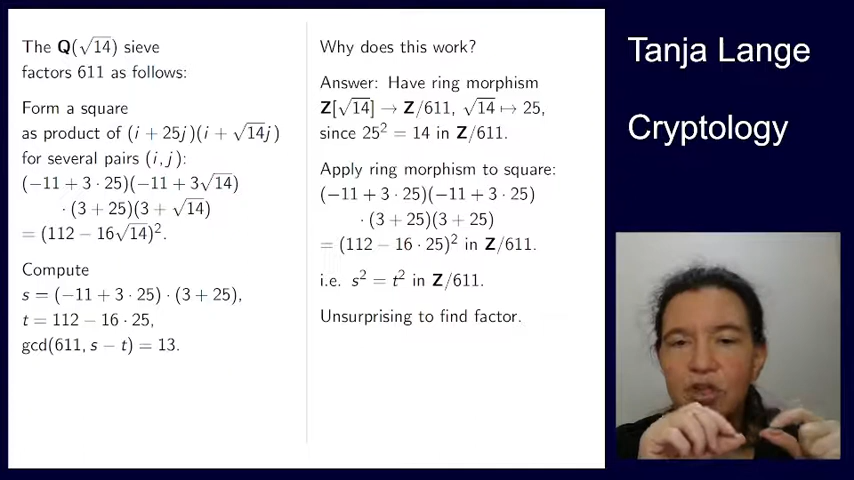 The Q(√14) sieve
factors 611 as follows:
Form a square
as product of (i + 25j)(i + √14j)
for several pairs (i, j):
(−11 + 3 · 25)(−11 + 3√14)
· (3 + 25)(3 + √14)
= (112 − 16√14)².
Compute
s = (−11 + 3 · 25) · (3 + 25),
t = 112 − 16 · 25,
gcd(611, s − t) = 13.
Why does this work?
Answer: Have ring morphism
Z[√14] → Z/611, √14 ↦ 25,
since 25² = 14 in Z/611.
Apply ring morphism to square:
(−11 + 3 · 25)(−11 + 3 · 25)
· (3 + 25)(3 + 25)
= (112 − 16 · 25)² in Z/611.
i.e. s² = t² in Z/611.
Unsurprising to find factor.
Tanja Lange
Cryptology